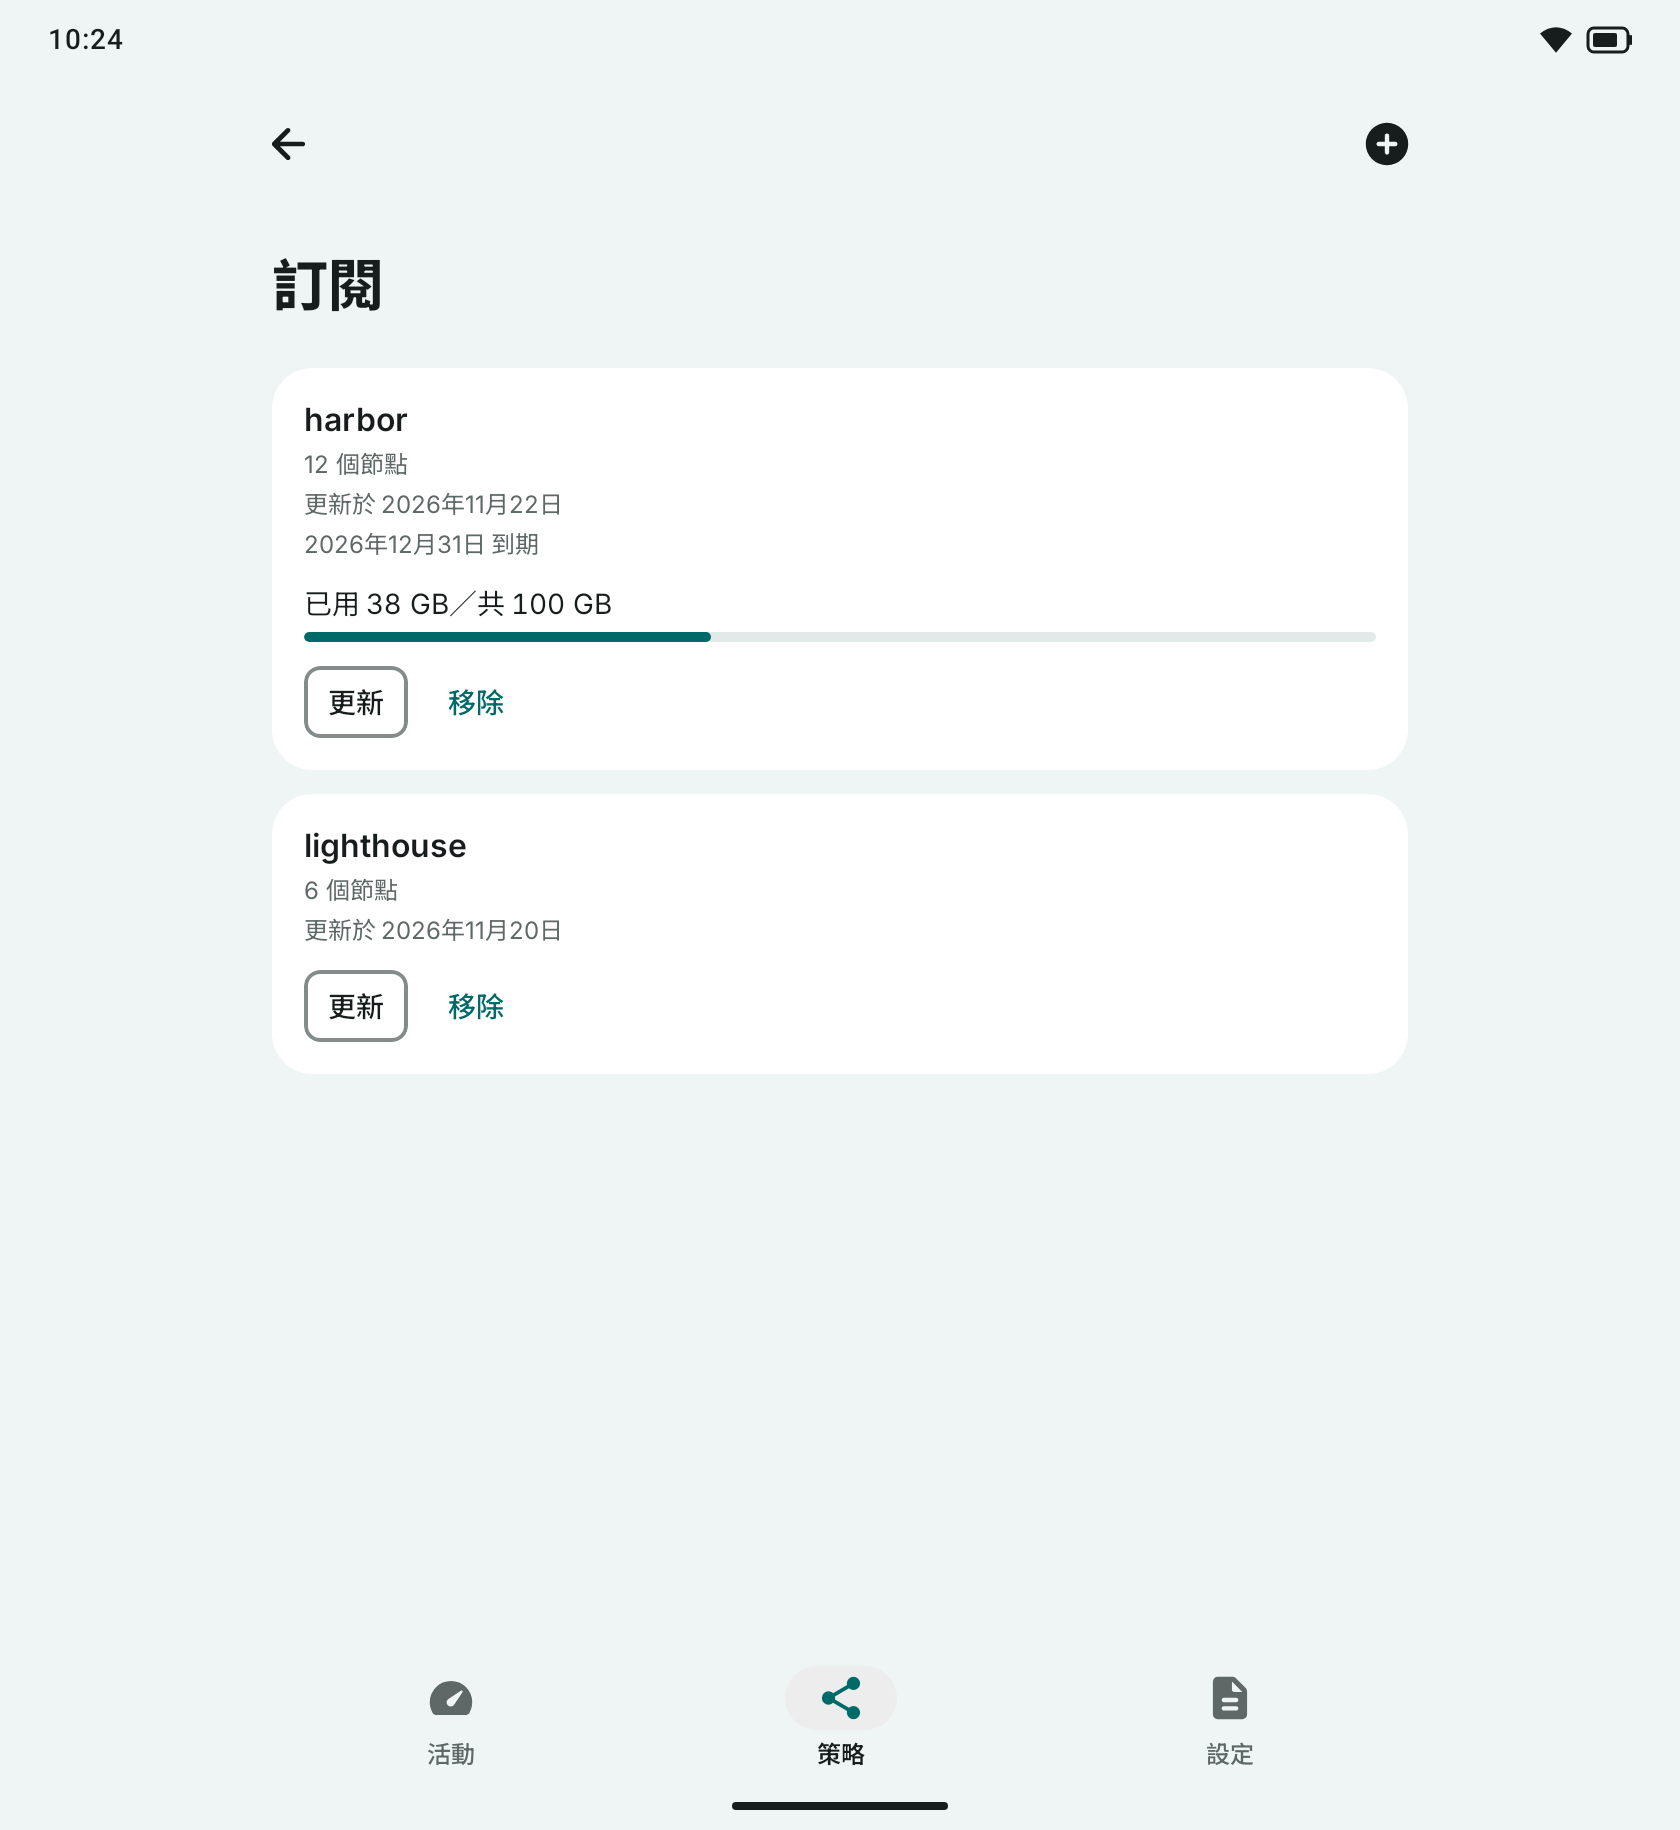 10:24
訂閱
harbor
12 個節點
更新於 2026年11月22日
2026年12月31日 到期
已用 38 GB／共 100 GB
更新 移除
lighthouse
6 個節點
更新於 2026年11月20日
更新 移除
活動 策略 設定